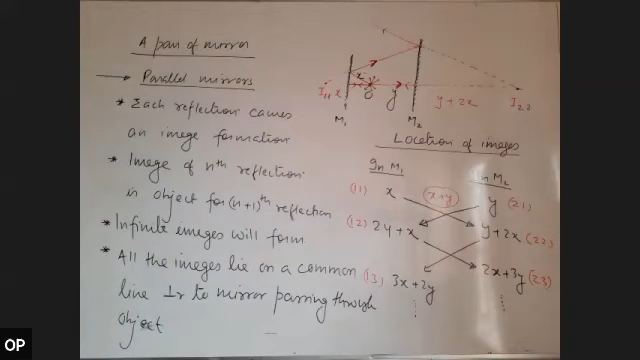 A pair of mirror
→ Parallel mirrors
* Each reflection causes
an image formation
* Image of nth reflection
is object for (n+1)th reflection
* Infinite images will form
* All the images lie on a common
line ⊥r to mirror passing through
object
I11 x O y y+2x I22
M1 M2
Location of images
In M1 In M2
(11) x (x+y) y (21)
(12) 2y+x y+2x (22)
(13) 3x+2y 2x+3y (23)
OP